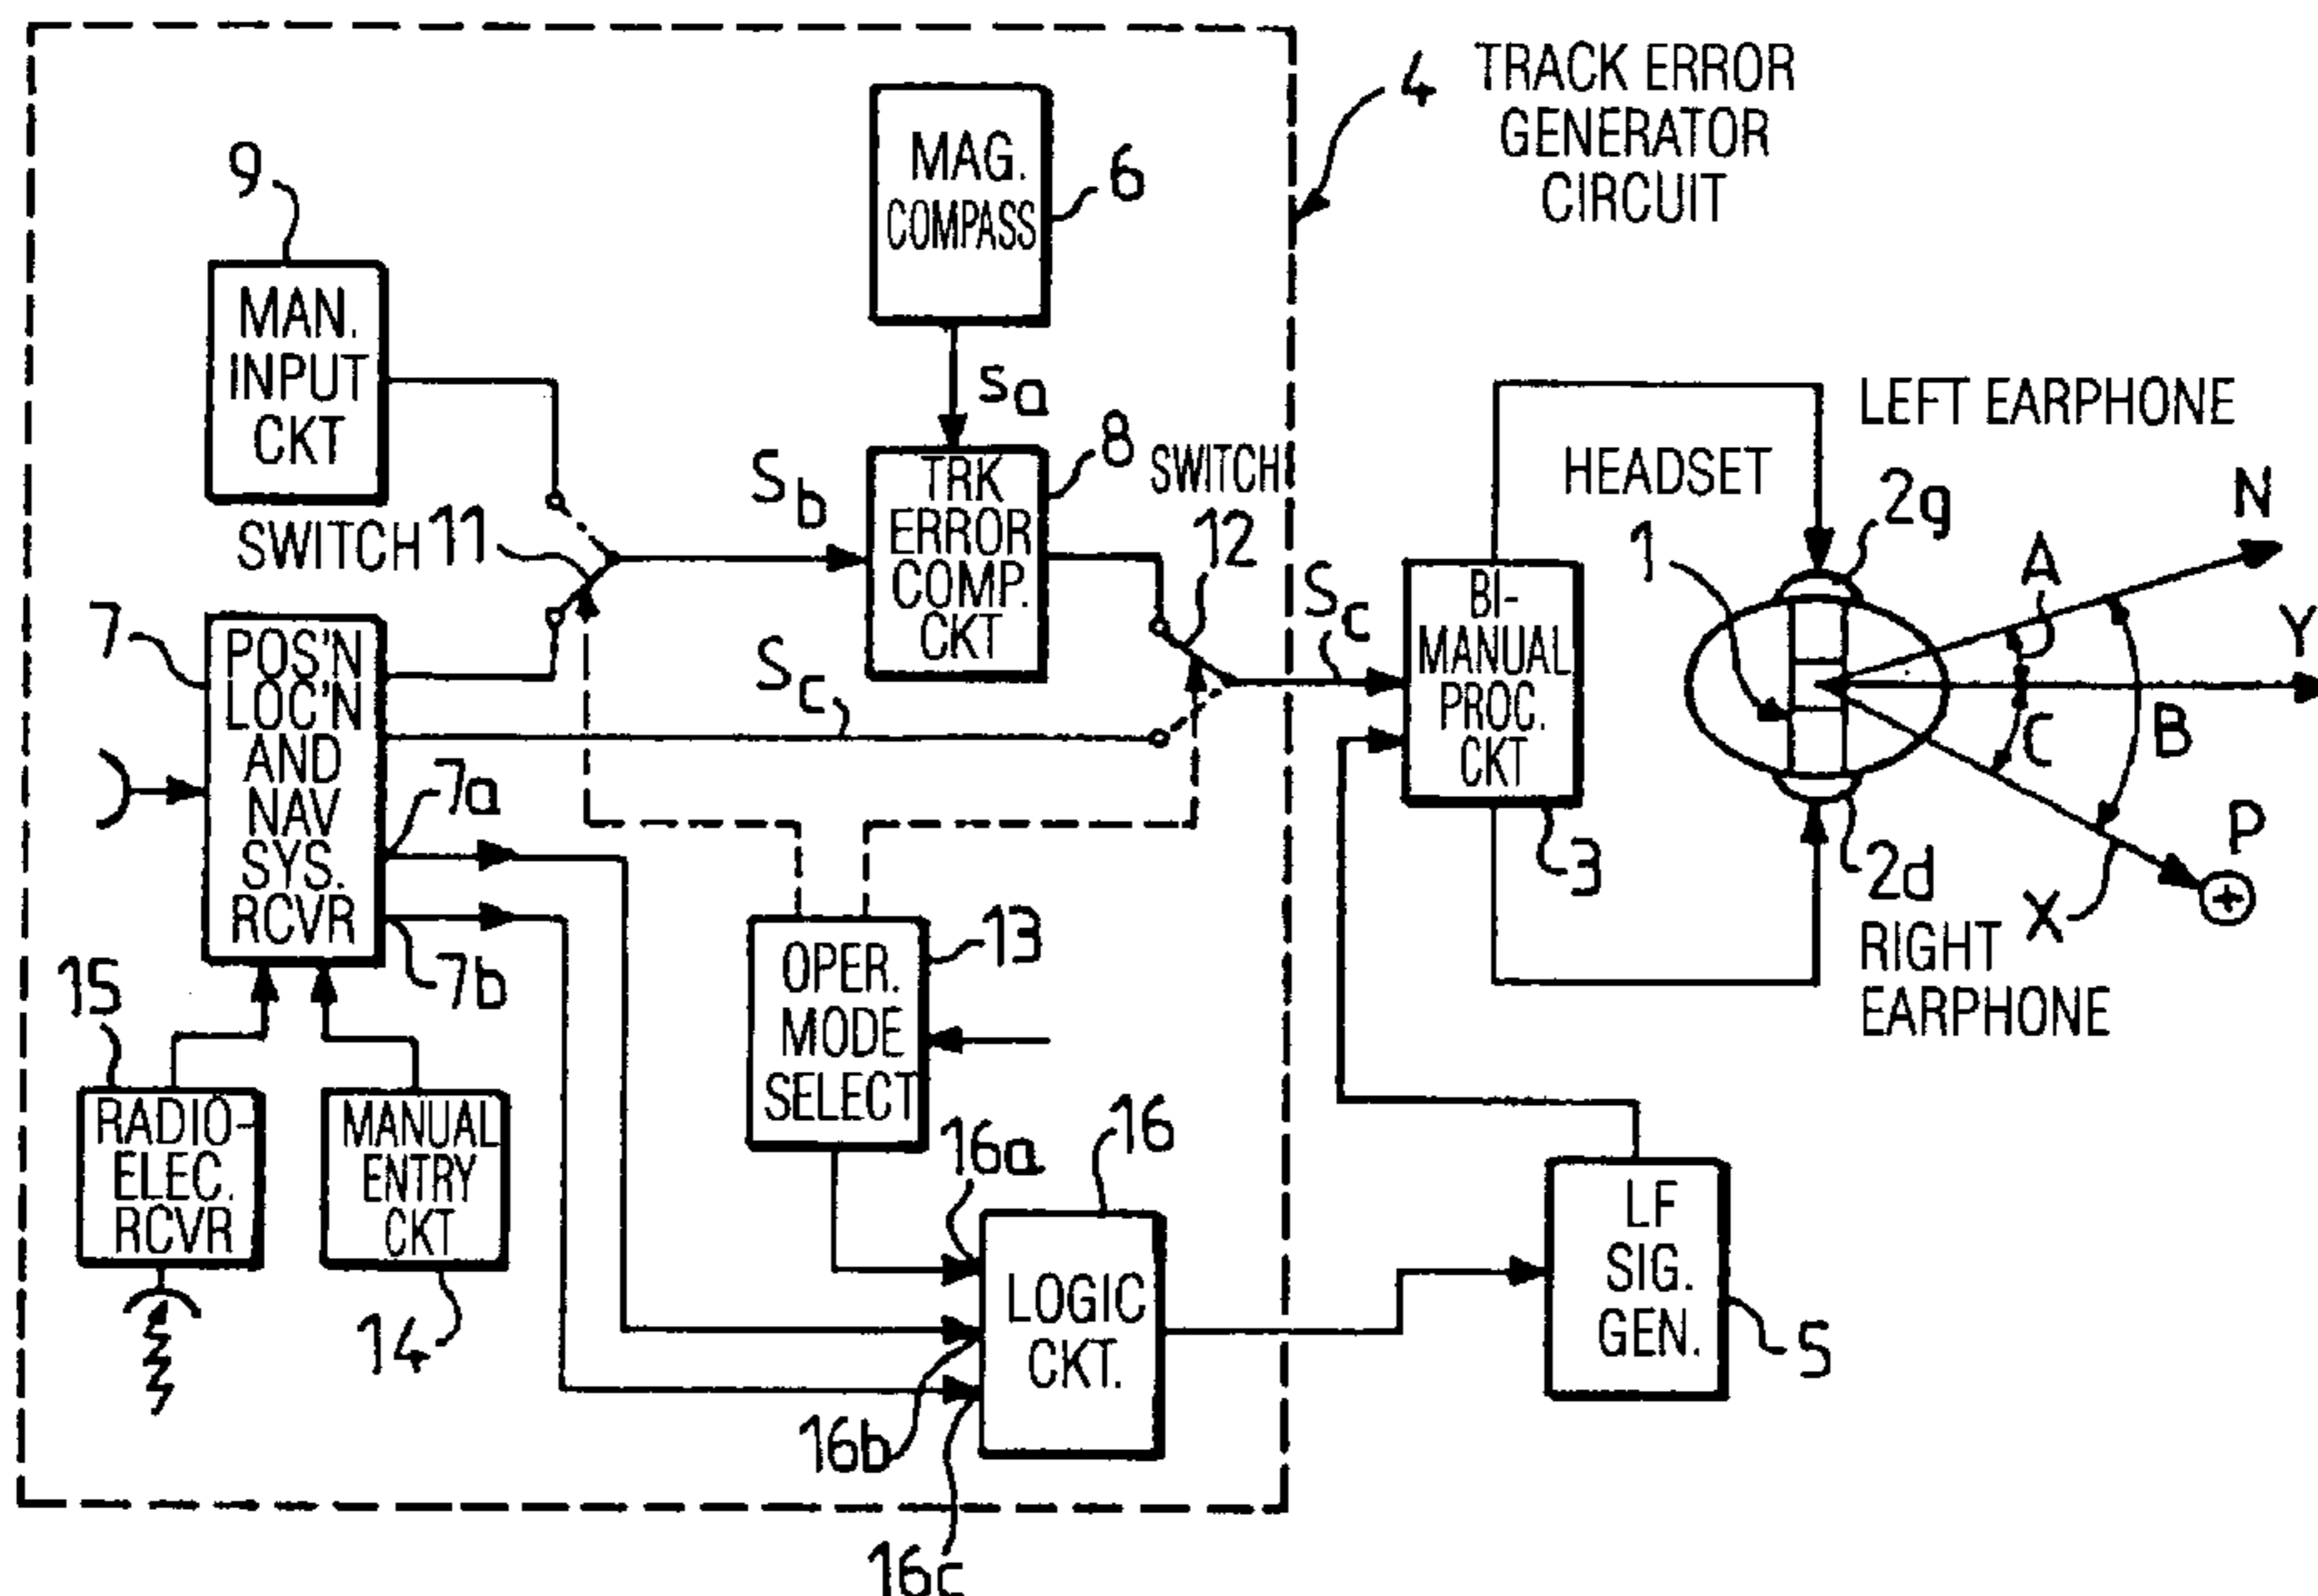 4 TRACK ERROR
GENERATOR
CIRCUIT
MAG.
COMPASS
6
9
MAN.
INPUT
CKT
Sa
LEFT EARPHONE
HEADSET
N
8
SWITCH
TRK
ERROR
COMP.
CKT
Sb
SWITCH 11
12
2g
1
A
Y
Sc
BI-
MANUAL
PROC.
CKT
7
POS'N
LOC'N
AND
NAV
SYS.
RCVR
Sc
C
B
7a
P
3
2d
X
RIGHT
EARPHONE
7b
13
15
OPER.
MODE
SELECT
RADIO-
ELEC.
RCVR
MANUAL
ENTRY
CKT
16a
16
LF
SIG.
GEN.
14
LOGIC
CKT.
5
16b
16c